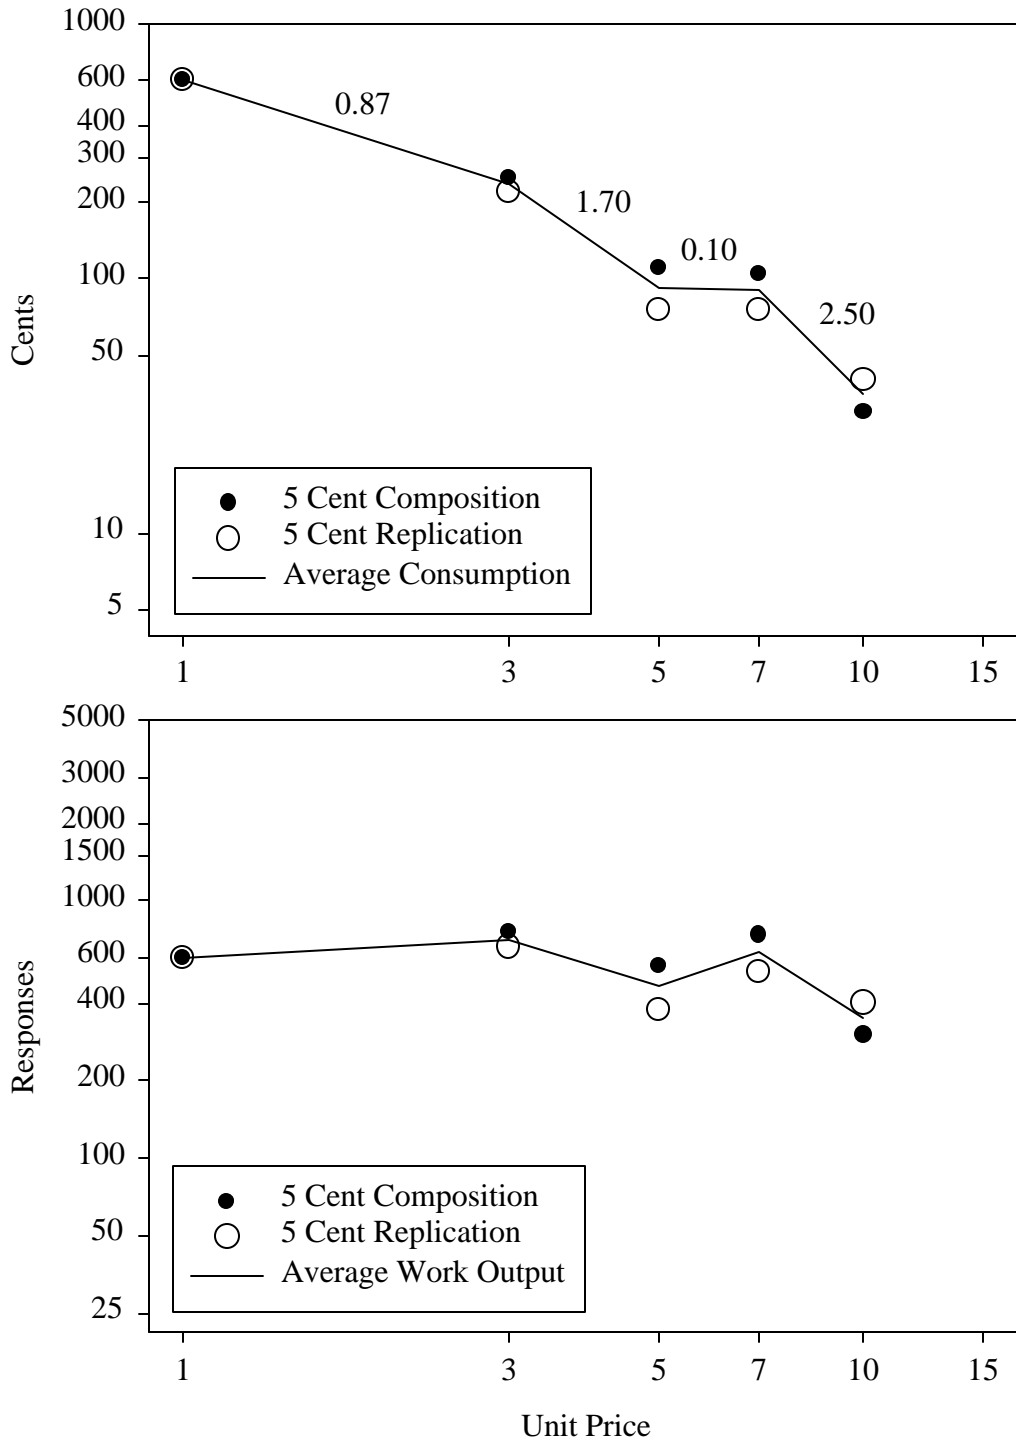 1000
600
400
300
200
100
50
10
5
Cents
0.87
1.70
0.10
2.50
5 Cent Composition
5 Cent Replication
Average Consumption
1 3 5 7 10 15
5000
3000
2000
1500
1000
600
400
200
100
50
25
Responses
5 Cent Composition
5 Cent Replication
Average Work Output
1 3 5 7 10 15
Unit Price